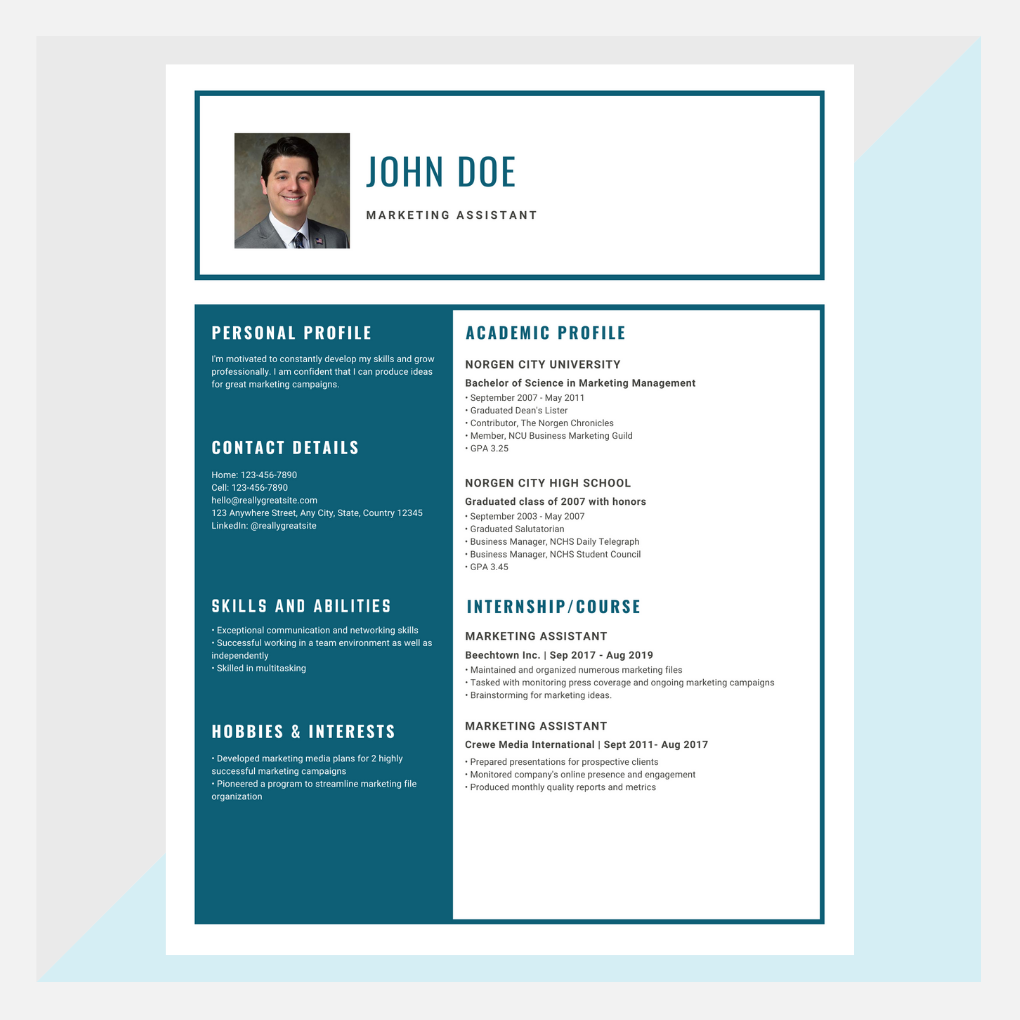 JOHN DOE
MARKETING ASSISTANT
PERSONAL PROFILE
I'm motivated to constantly develop my skills and grow
professionally. I am confident that I can produce ideas
for great marketing campaigns.
CONTACT DETAILS
Home: 123-456-7890
Cell: 123-456-7890
hello@reallygreatsite.com
123 Anywhere Street, Any City, State, Country 12345
LinkedIn: @reallygreatsite
SKILLS AND ABILITIES
• Exceptional communication and networking skills
• Successful working in a team environment as well as
independently
• Skilled in multitasking
HOBBIES & INTERESTS
• Developed marketing media plans for 2 highly
successful marketing campaigns
• Pioneered a program to streamline marketing file
organization
ACADEMIC PROFILE
NORGEN CITY UNIVERSITY
Bachelor of Science in Marketing Management
• September 2007 - May 2011
• Graduated Dean's Lister
• Contributor, The Norgen Chronicles
• Member, NCU Business Marketing Guild
• GPA 3.25
NORGEN CITY HIGH SCHOOL
Graduated class of 2007 with honors
• September 2003 - May 2007
• Graduated Salutatorian
• Business Manager, NCHS Daily Telegraph
• Business Manager, NCHS Student Council
• GPA 3.45
INTERNSHIP/COURSE
MARKETING ASSISTANT
Beechtown Inc. | Sep 2017 - Aug 2019
• Maintained and organized numerous marketing files
• Tasked with monitoring press coverage and ongoing marketing campaigns
• Brainstorming for marketing ideas.
MARKETING ASSISTANT
Crewe Media International | Sept 2011- Aug 2017
• Prepared presentations for prospective clients
• Monitored company's online presence and engagement
• Produced monthly quality reports and metrics